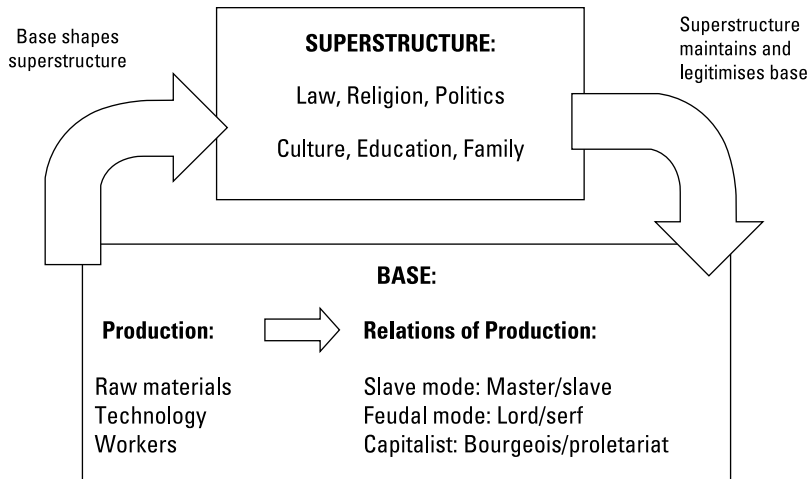 Base shapes
superstructure
SUPERSTRUCTURE:
Law, Religion, Politics
Culture, Education, Family
Superstructure
maintains and
legitimises base
BASE:
Production:
Raw materials
Technology
Workers
Relations of Production:
Slave mode: Master/slave
Feudal mode: Lord/serf
Capitalist: Bourgeois/proletariat